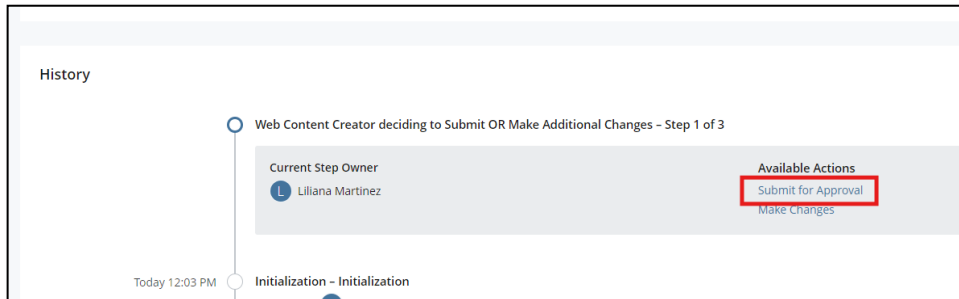 History
Web Content Creator deciding to Submit OR Make Additional Changes – Step 1 of 3
Current Step Owner
Available Actions
L Liliana Martinez
Submit for Approval
Make Changes
Today 12:03 PM
Initialization – Initialization